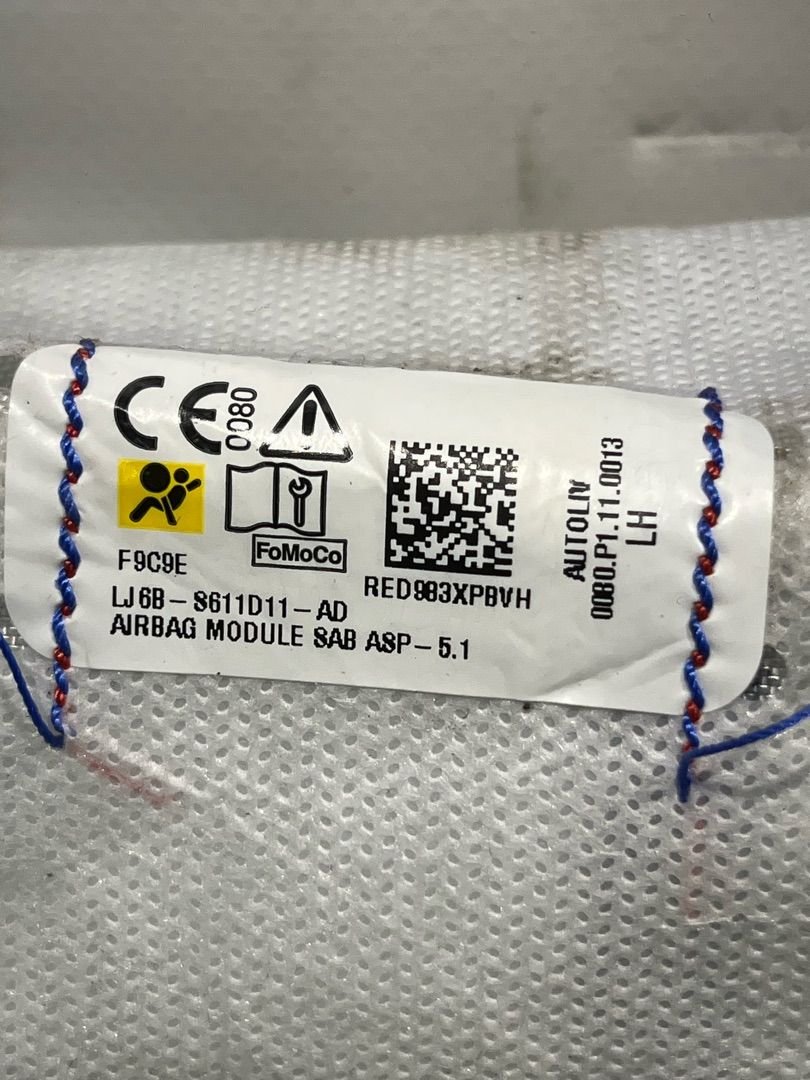 CE
0080
FoMoCo
F9C9E
LJ6B-S611D11-AD
AIRBAG MODULE SAB ASP-5.1
RED983XPBVH
AUTOLIV
0080.P1.11.0013
LH